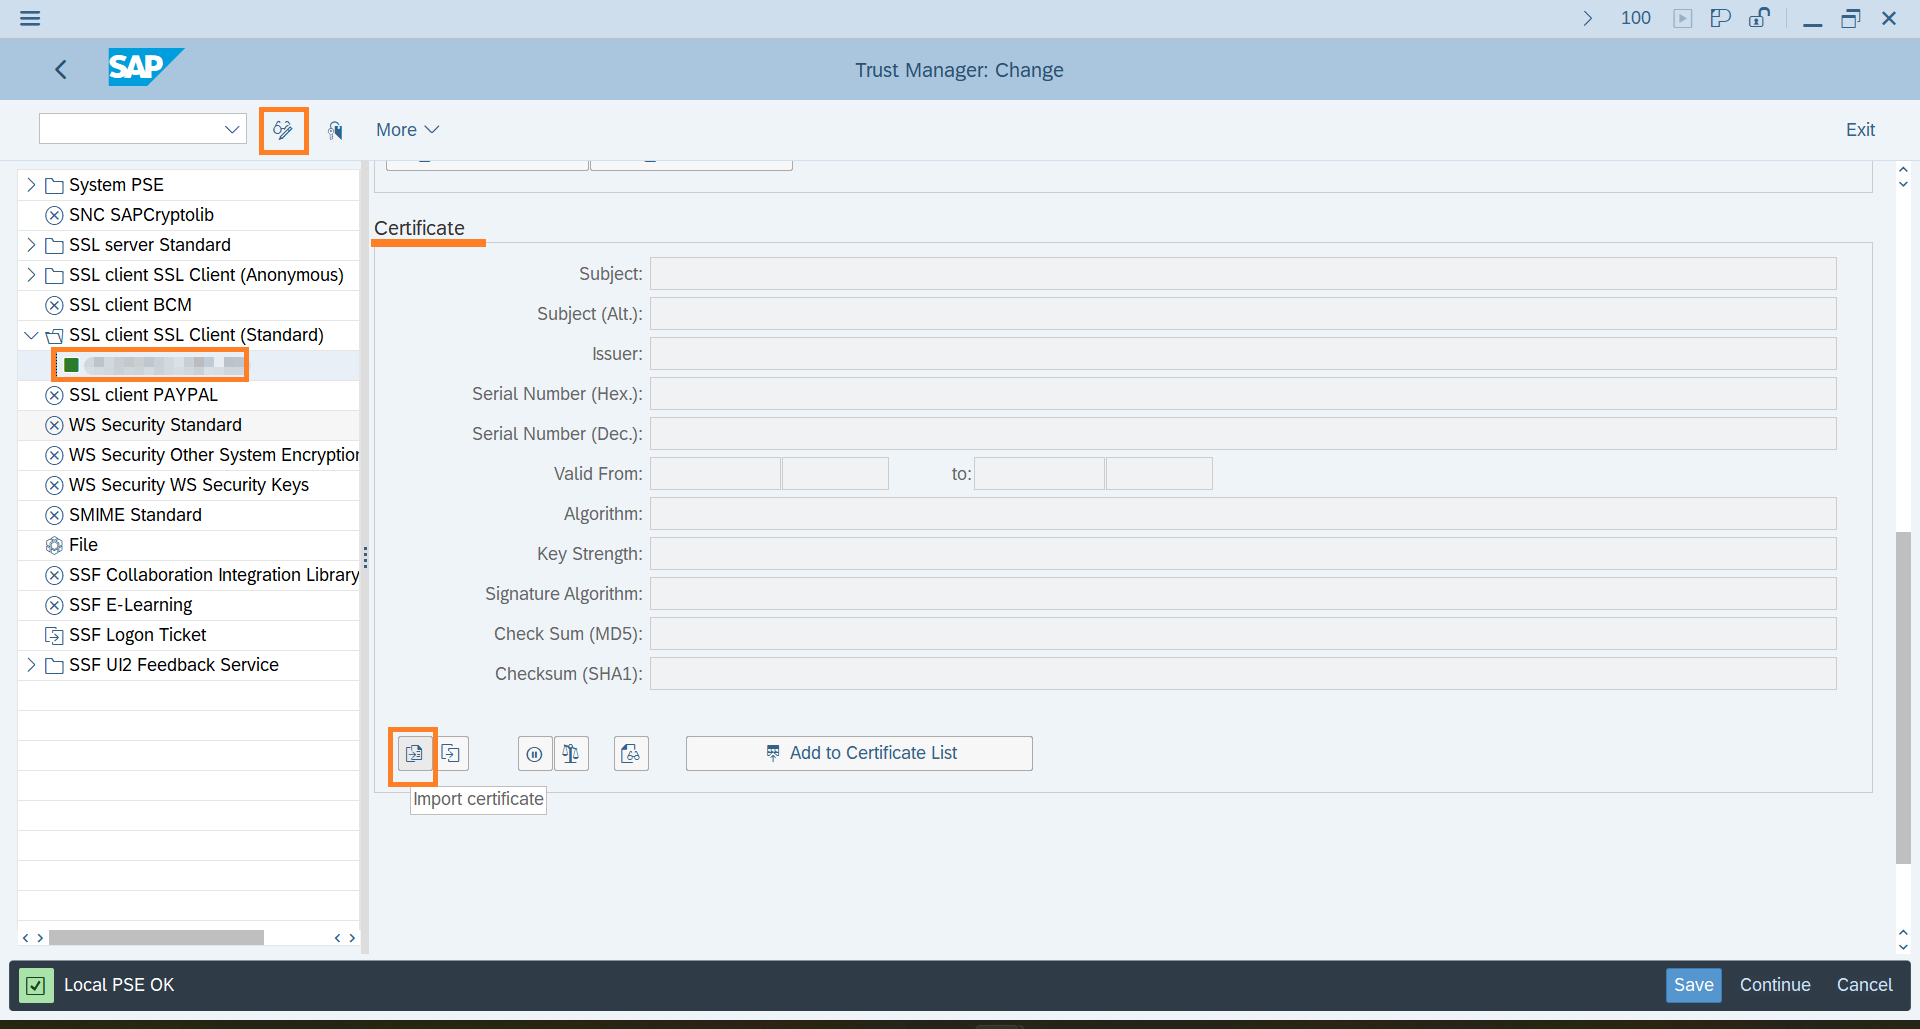 100
SAP
Trust Manager: Change
More
Exit
System PSE
SNC SAPCryptolib
SSL server Standard
SSL client SSL Client (Anonymous)
SSL client BCM
SSL client SSL Client (Standard)
SSL client PAYPAL
WS Security Standard
WS Security Other System Encryption
WS Security WS Security Keys
SMIME Standard
File
SSF Collaboration Integration Library
SSF E-Learning
SSF Logon Ticket
SSF UI2 Feedback Service
Certificate
Subject:
Subject (Alt.):
Issuer:
Serial Number (Hex.):
Serial Number (Dec.):
Valid From: to:
Algorithm:
Key Strength:
Signature Algorithm:
Check Sum (MD5):
Checksum (SHA1):
Add to Certificate List
Import certificate
Local PSE OK
Save Continue Cancel